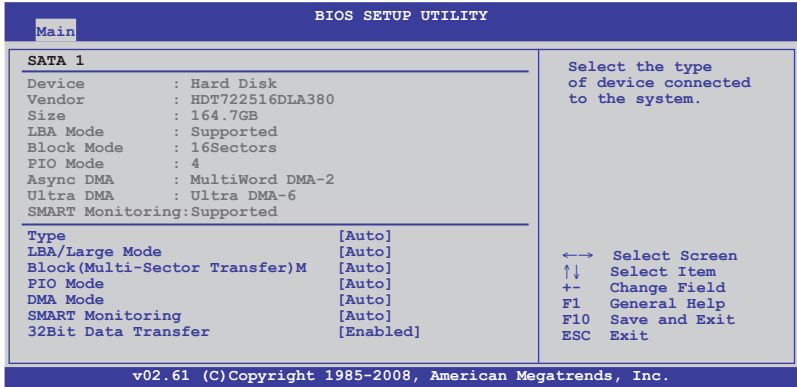 BIOS SETUP UTILITY
Main
SATA 1
Device : Hard Disk
Vendor : HDT722516DLA380
Size : 164.7GB
LBA Mode : Supported
Block Mode : 16Sectors
PIO Mode : 4
Async DMA : MultiWord DMA-2
Ultra DMA : Ultra DMA-6
SMART Monitoring:Supported
Type [Auto]
LBA/Large Mode [Auto]
Block(Multi-Sector Transfer)M [Auto]
PIO Mode [Auto]
DMA Mode [Auto]
SMART Monitoring [Auto]
32Bit Data Transfer [Enabled]
Select the type
of device connected
to the system.
←→ Select Screen
↑↓ Select Item
+- Change Field
F1 General Help
F10 Save and Exit
ESC Exit
v02.61 (C)Copyright 1985-2008, American Megatrends, Inc.